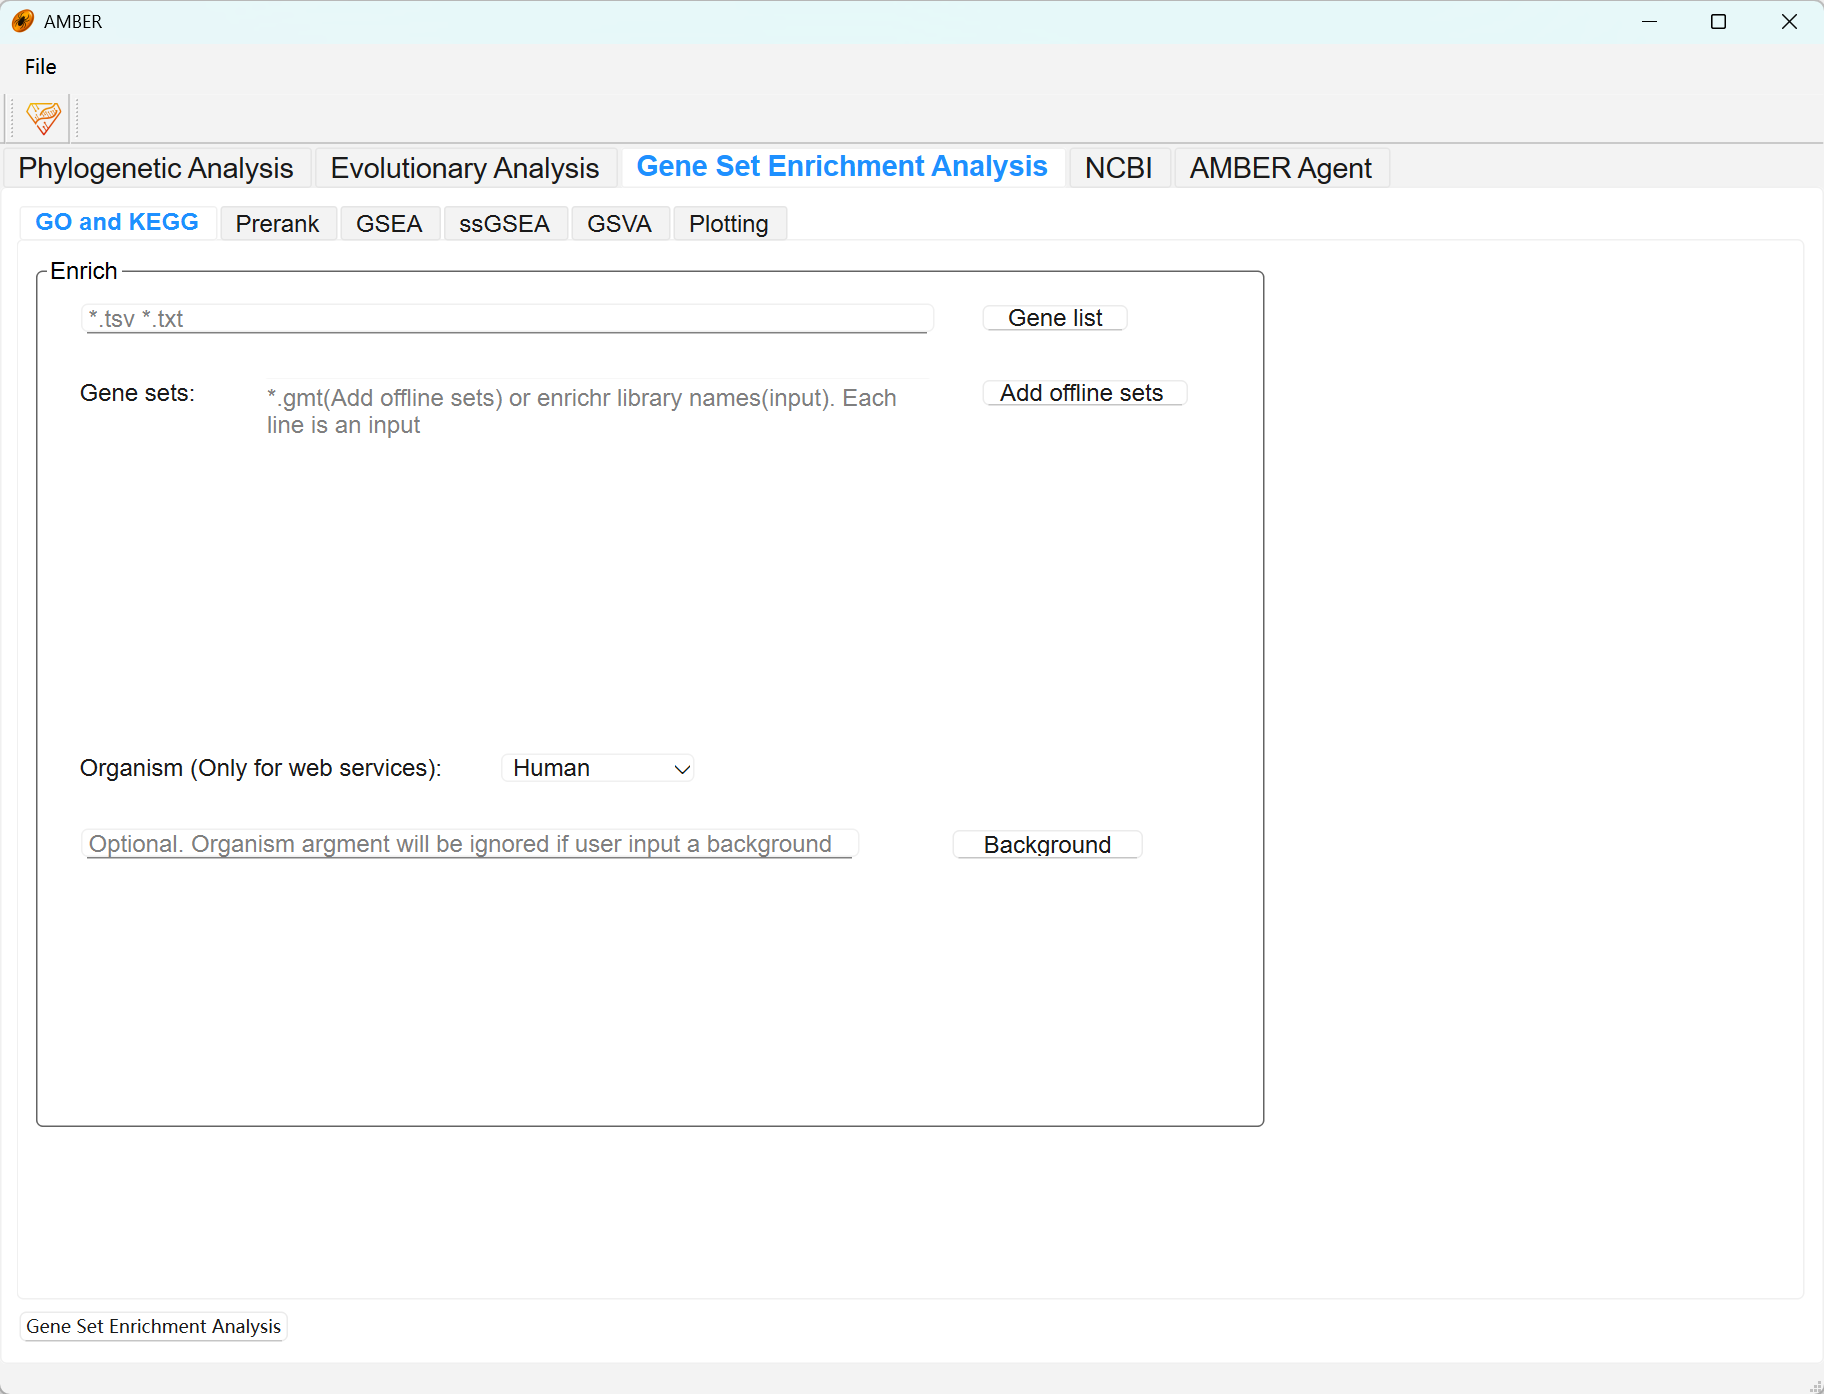 AMBER
File
Phylogenetic Analysis
Evolutionary Analysis
Gene Set Enrichment Analysis
NCBI
AMBER Agent
GO and KEGG
Prerank
GSEA
ssGSEA
GSVA
Plotting
Enrich
*.tsv *.txt
Gene list
Gene sets:
*.gmt(Add offline sets) or enrichr library names(input). Each
line is an input
Add offline sets
Organism (Only for web services):
Human
Optional. Organism argment will be ignored if user input a background
Background
Gene Set Enrichment Analysis